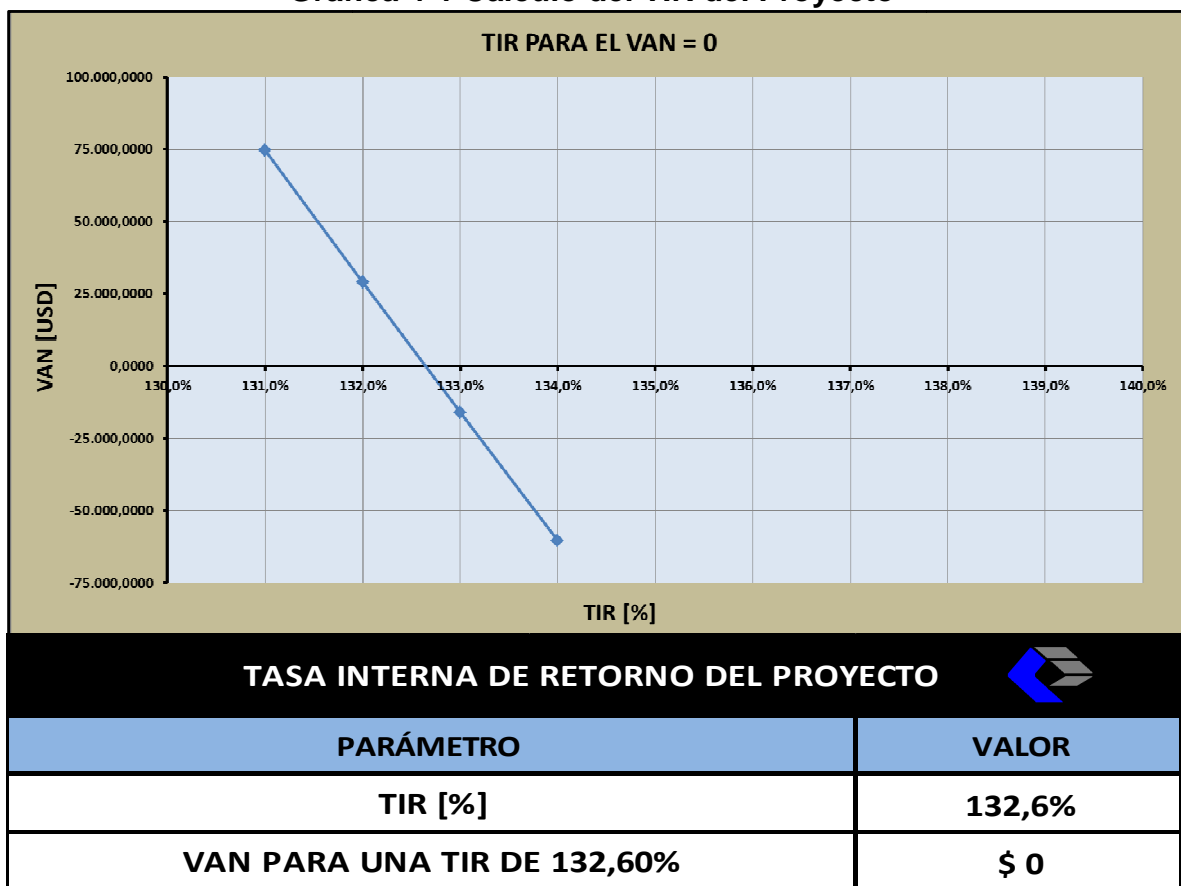 TIR PARA EL VAN = 0
100.000,0000
75.000,0000
50.000,0000
25.000,0000
0,0000
-25.000,0000
-50.000,0000
-75.000,0000
VAN [USD]
130,0% 131,0% 132,0% 133,0% 134,0% 135,0% 136,0% 137,0% 138,0% 139,0% 140,0%
TIR [%]
TASA INTERNA DE RETORNO DEL PROYECTO
PARÁMETRO VALOR
TIR [%] 132,6%
VAN PARA UNA TIR DE 132,60% $ 0